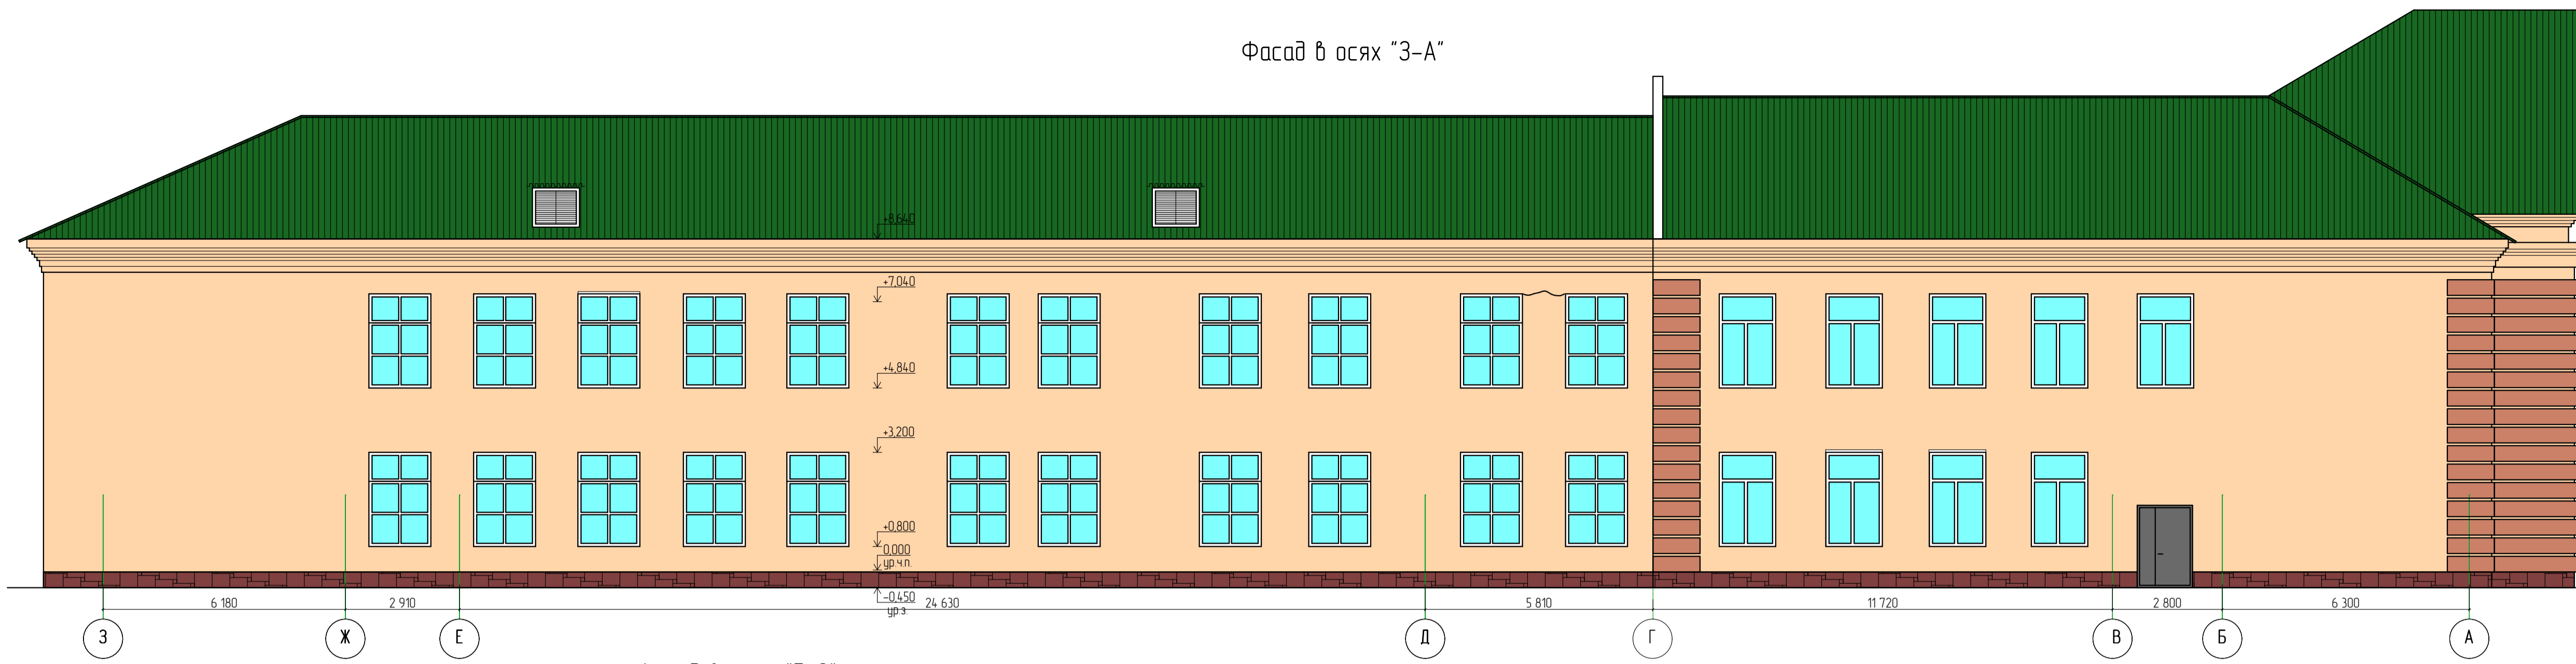 Фасад в осях "З-А"
+8,640
+7,040
+4,840
+3,200
+0,800
0,000
ур.ч.п.
-0,450
ур.з.
6 180
2 910
24 630
5 810
11 720
2 800
6 300
З
Ж
Е
Д
Г
В
Б
А